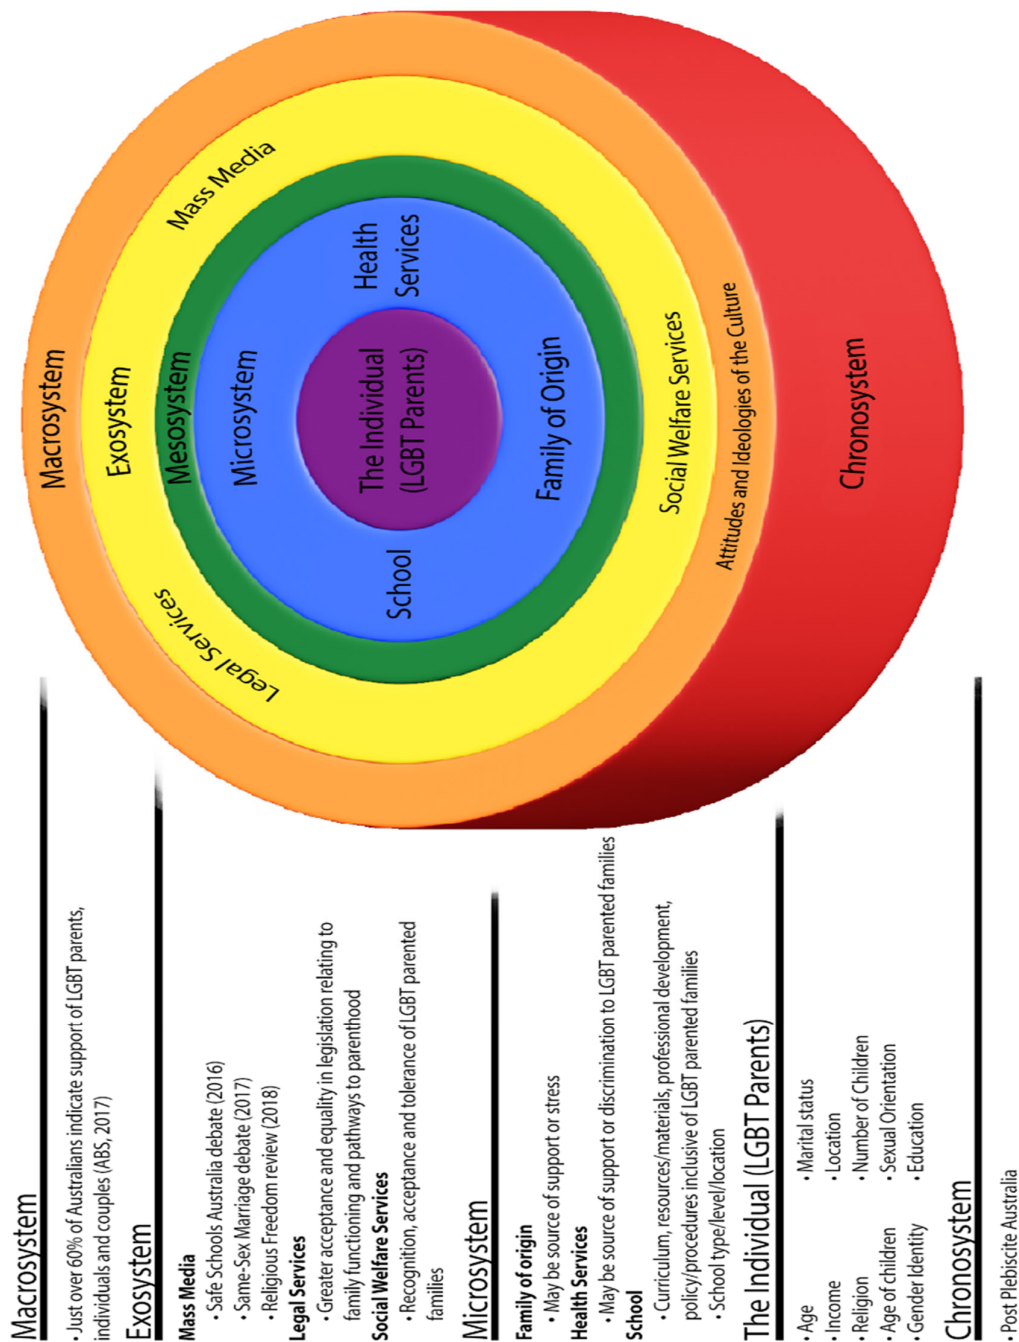 Macrosystem
• Just over 60% of Australians indicate support of LGBT parents,
individuals and couples (ABS, 2017)
Exosystem
Mass Media
• Safe Schools Australia debate (2016)
• Same-Sex Marriage debate (2017)
• Religious Freedom review (2018)
Legal Services
• Greater acceptance and equality in legislation relating to
family functioning and pathways to parenthood
Social Welfare Services
• Recognition, acceptance and tolerance of LGBT parented
families
Microsystem
Family of origin
• May be source of support or stress
Health Services
• May be source of support or discrimination to LGBT parented families
School
• Curriculum, resources/materials, professional development,
policy/procedures inclusive of LGBT parented families
• School type/level/location
The Individual (LGBT Parents)
• Age • Marital status
• Income • Location
• Religion • Number of Children
• Age of children • Sexual Orientation
• Gender Identity • Education
Chronosystem
• Post Plebiscite Australia
Macrosystem
Exosystem
Legal Services
Mass Media
Mesosystem
Microsystem
School
The Individual
(LGBT Parents)
Health
Services
Family of Origin
Social Welfare Services
Attitudes and Ideologies of the Culture
Chronosystem